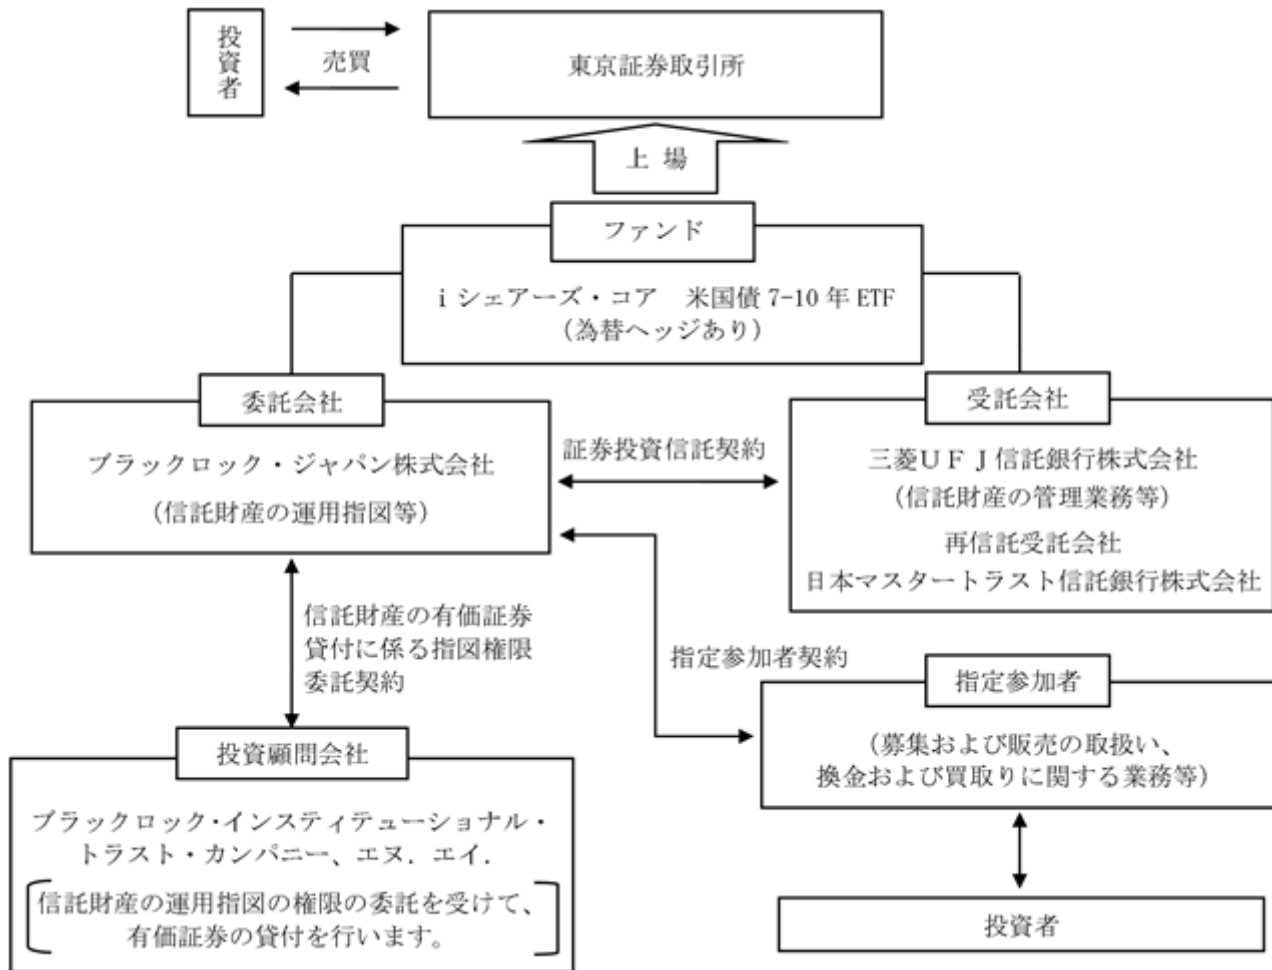 投資者
売買
東京証券取引所
上 場
ファンド
iシェアーズ・コア 米国債 7-10 年 ETF
(為替ヘッジあり)
委託会社
ブラックロック・ジャパン株式会社
(信託財産の運用指図等)
証券投資信託契約
受託会社
三菱UFJ信託銀行株式会社
(信託財産の管理業務等)
再信託受託会社
日本マスタートラスト信託銀行株式会社
信託財産の有価証券
貸付に係る指図権限
委託契約
指定参加者契約
指定参加者
(募集および販売の取扱い、
換金および買取りに関する業務等)
投資顧問会社
ブラックロック・インスティテューショナル・
トラスト・カンパニー、エヌ.エイ.
信託財産の運用指図の権限の委託を受けて、
有価証券の貸付を行います。
投資者